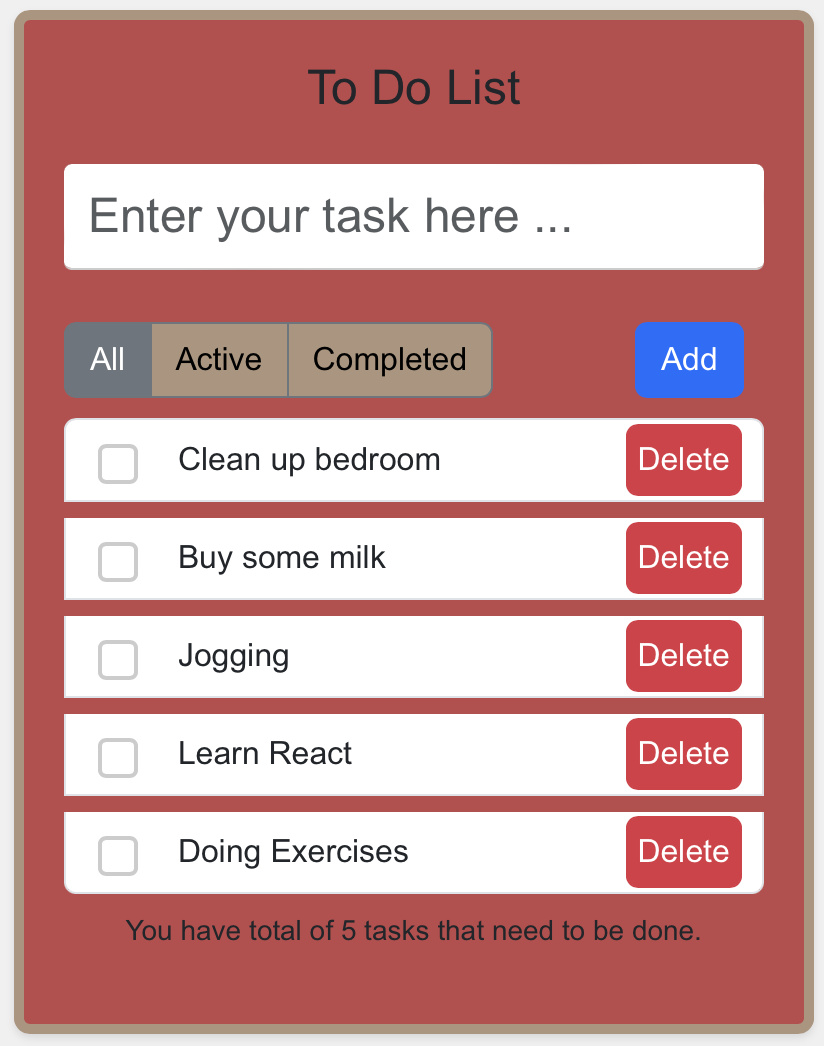 To Do List
Enter your task here ...
All Active Completed Add
Clean up bedroom Delete
Buy some milk Delete
Jogging Delete
Learn React Delete
Doing Exercises Delete
You have total of 5 tasks that need to be done.